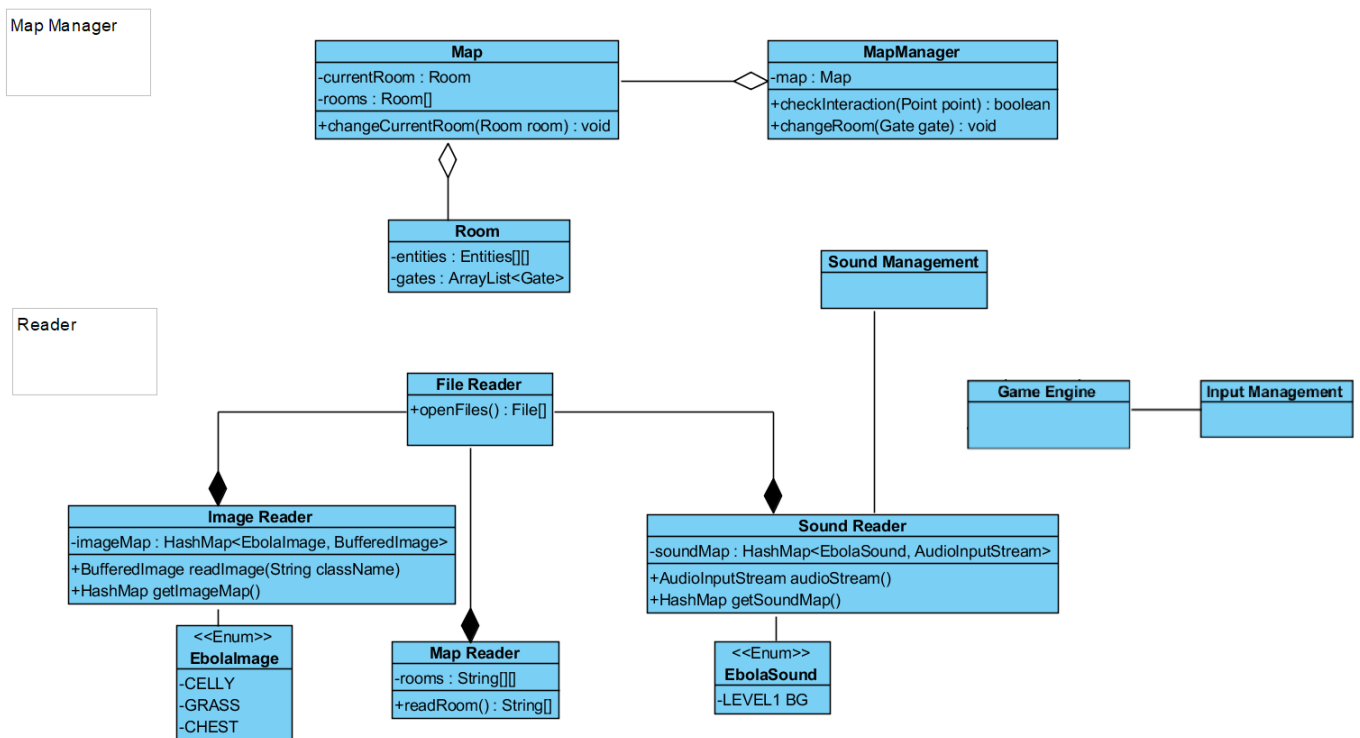 Map Manager
Map
-currentRoom : Room
-rooms : Room[]
+changeCurrentRoom(Room room) : void
MapManager
-map : Map
+checkInteraction(Point point) : boolean
+changeRoom(Gate gate) : void
Room
-entities : Entities[][]
-gates : ArrayList<Gate>
Sound Management
Reader
File Reader
+openFiles() : File[]
Game Engine
Input Management
Image Reader
-imageMap : HashMap<EbolaImage, BufferedImage>
+BufferedImage readImage(String className)
+HashMap getImageMap()
Sound Reader
-soundMap : HashMap<EbolaSound, AudioInputStream>
+AudioInputStream audioStream()
+HashMap getSoundMap()
<<Enum>>
EbolaImage
-CELLY
-GRASS
-CHEST
Map Reader
-rooms : String[][]
+readRoom() : String[]
<<Enum>>
EbolaSound
-LEVEL1 BG